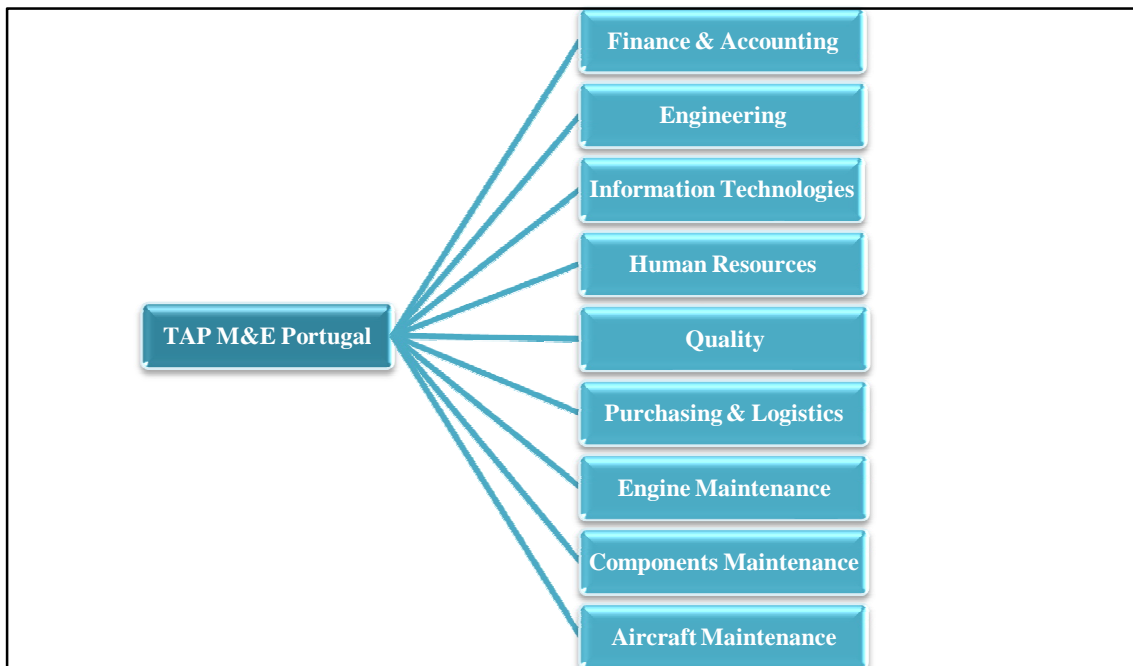 Finance & Accounting
Engineering
Information Technologies
Human Resources
TAP M&E Portugal
Quality
Purchasing & Logistics
Engine Maintenance
Components Maintenance
Aircraft Maintenance